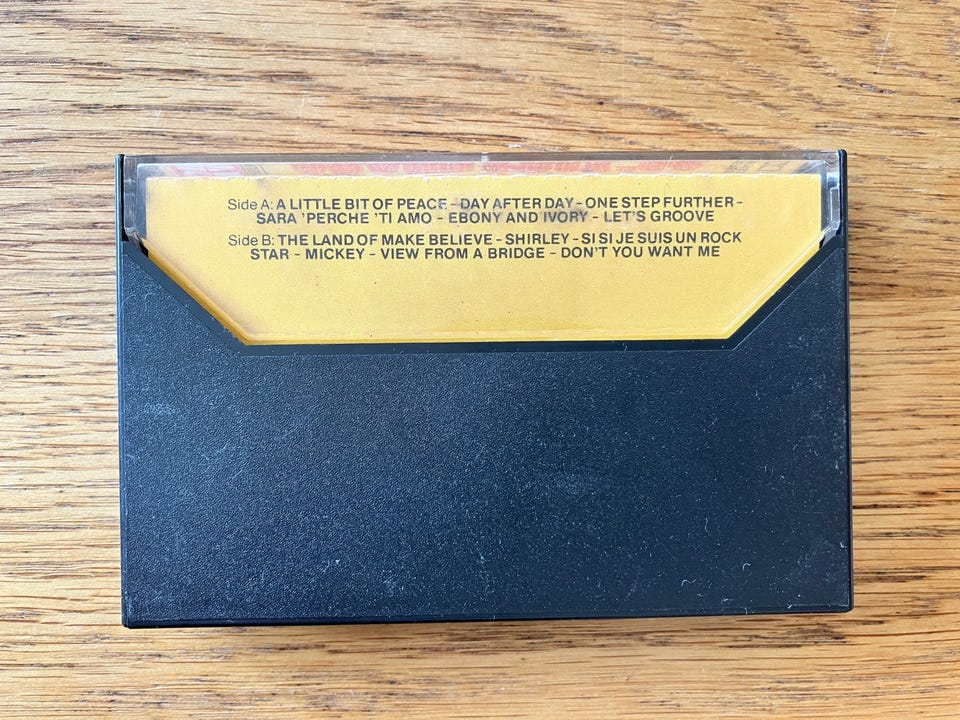 Side A: A LITTLE BIT OF PEACE – DAY AFTER DAY – ONE STEP FURTHER –
SARA 'PERCHE 'TI AMO – EBONY AND IVORY – LET'S GROOVE
Side B: THE LAND OF MAKE BELIEVE – SHIRLEY – SI SI JE SUIS UN ROCK
STAR – MICKEY – VIEW FROM A BRIDGE – DON'T YOU WANT ME